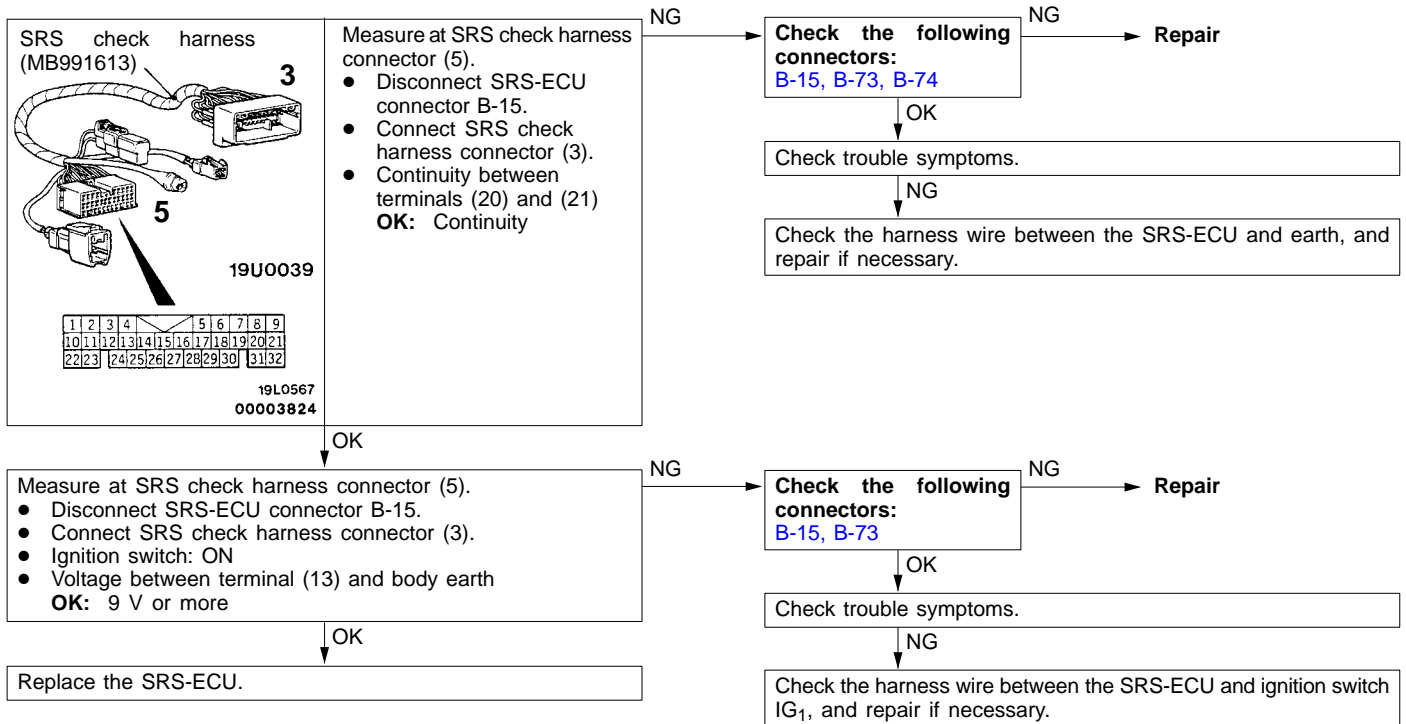 SRS check harness
(MB991613)
3
5
19U0039
1 2 3 4 5 6 7 8 9
10 11 12 13 14 15 16 17 18 19 20 21
22 23 24 25 26 27 28 29 30 31 32
19L0567
00003824
Measure at SRS check harness
connector (5).
● Disconnect SRS-ECU
connector B-15.
● Connect SRS check
harness connector (3).
● Continuity between
terminals (20) and (21)
OK: Continuity
NG
Check the following
connectors:
B-15, B-73, B-74
NG
Repair
OK
Check trouble symptoms.
NG
Check the harness wire between the SRS-ECU and earth, and
repair if necessary.
OK
Measure at SRS check harness connector (5).
● Disconnect SRS-ECU connector B-15.
● Connect SRS check harness connector (3).
● Ignition switch: ON
● Voltage between terminal (13) and body earth
OK: 9 V or more
NG
Check the following
connectors:
B-15, B-73
NG
Repair
OK
Check trouble symptoms.
NG
Check the harness wire between the SRS-ECU and ignition switch
IG1, and repair if necessary.
OK
Replace the SRS-ECU.